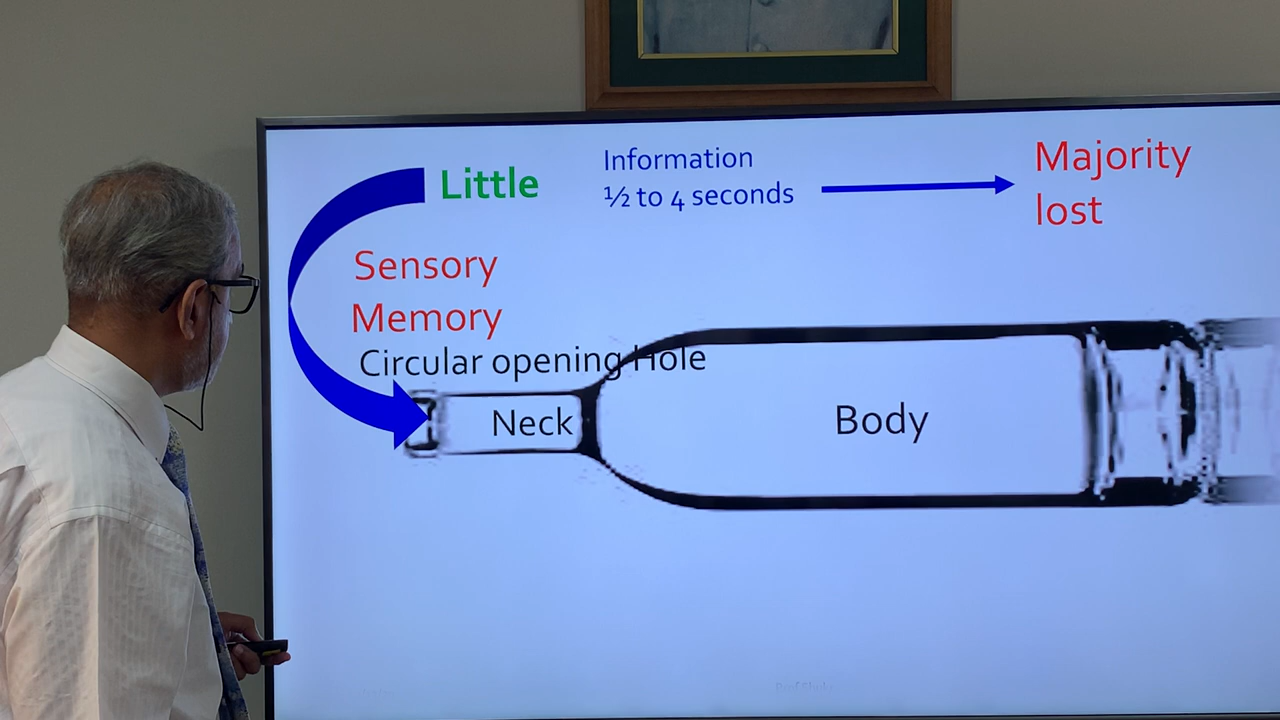 Little
Information
½ to 4 seconds
Majority
lost
Sensory
Memory
Circular opening Hole
Neck
Body